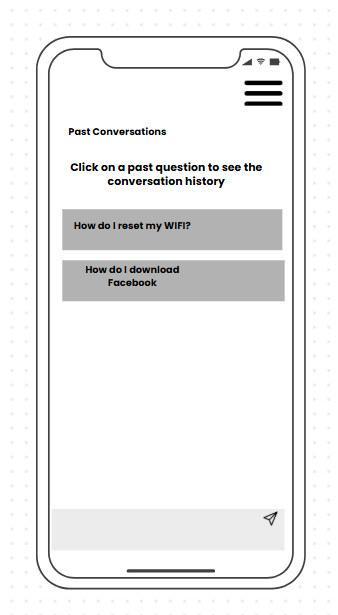 Past Conversations
Click on a past question to see the
conversation history
How do I reset my WIFI?
How do I download
Facebook